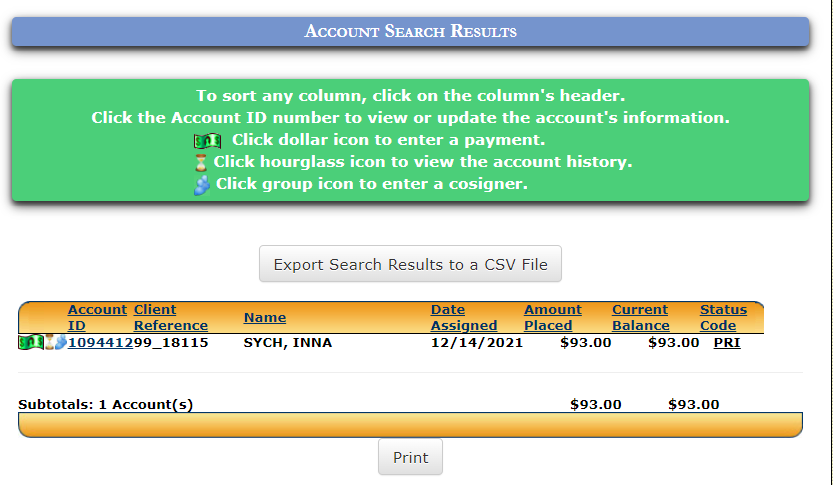 Account Search Results
To sort any column, click on the column's header.
Click the Account ID number to view or update the account's information.
Click dollar icon to enter a payment.
Click hourglass icon to view the account history.
Click group icon to enter a cosigner.
Export Search Results to a CSV File
Account ID Client Reference Name Date Assigned Amount Placed Current Balance Status Code
1094412 99_18115 SYCH, INNA 12/14/2021 $93.00 $93.00 PRI
Subtotals: 1 Account(s) $93.00 $93.00
Print